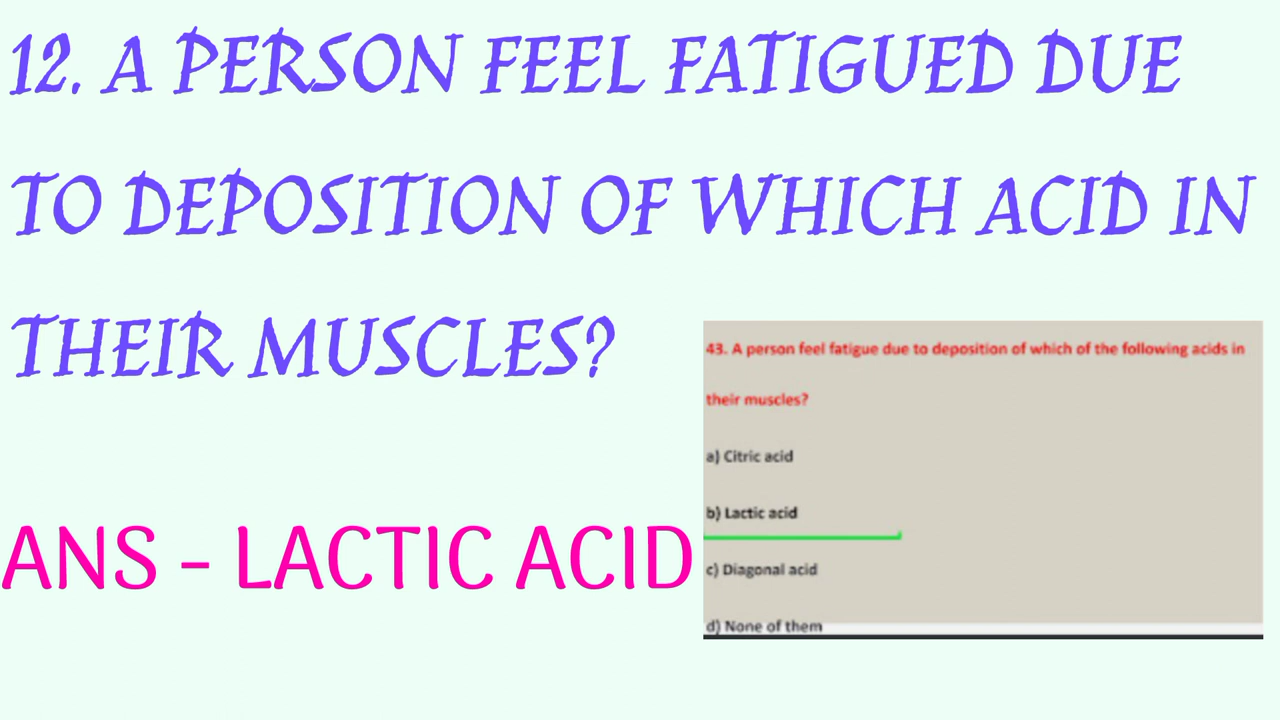 12. A PERSON FEEL FATIGUED DUE
TO DEPOSITION OF WHICH ACID IN
THEIR MUSCLES?
ANS - LACTIC ACID
43. A person feel fatigue due to deposition of which of the following acids in
their muscles?
a) Citric acid
b) Lactic acid
c) Diagonal acid
d) None of them